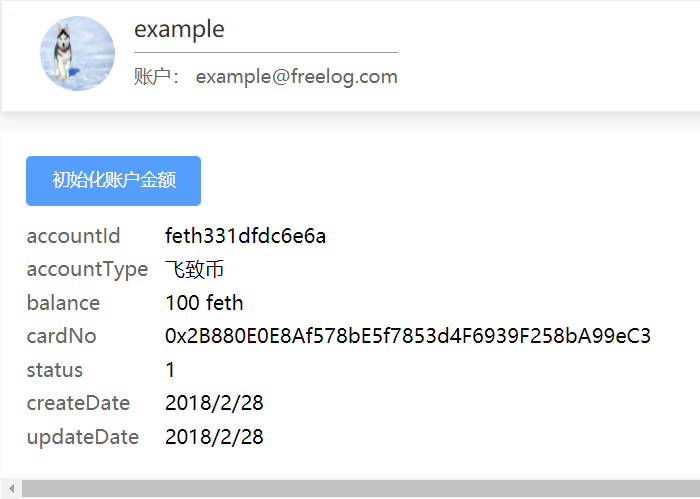 example
账户： example@freelog.com
初始化账户金额
accountId feth331dfdc6e6a
accountType 飞致币
balance 100 feth
cardNo 0x2B880E0E8Af578bE5f7853d4F6939F258bA99eC3
status 1
createDate 2018/2/28
updateDate 2018/2/28